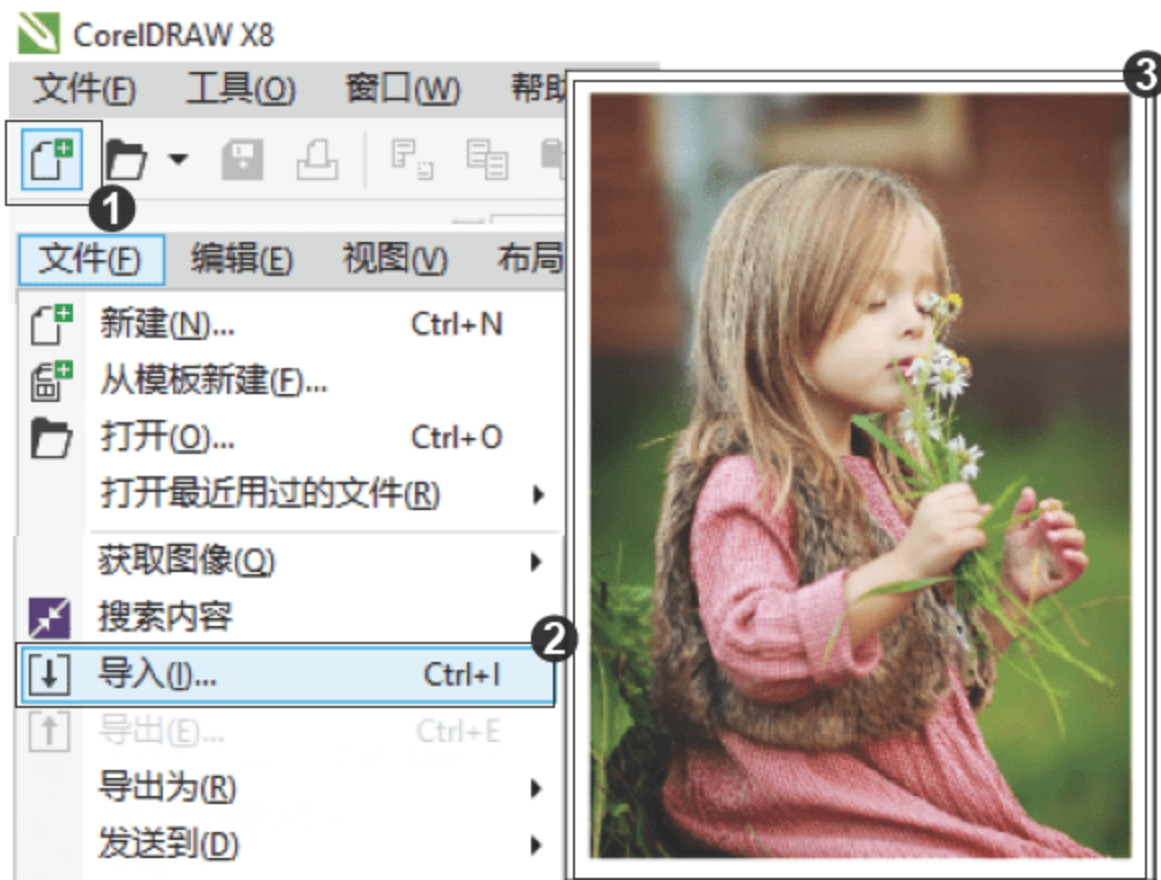 CorelDRAW X8
文件(F) 工具(O) 窗口(W) 帮助
1
文件(F) 编辑(E) 视图(V) 布局
新建(N)... Ctrl+N
从模板新建(F)...
打开(O)... Ctrl+O
打开最近用过的文件(R)
获取图像(Q)
搜索内容
导入(I)... Ctrl+I
2
导出(E)... Ctrl+E
导出为(R)
发送到(D)
3